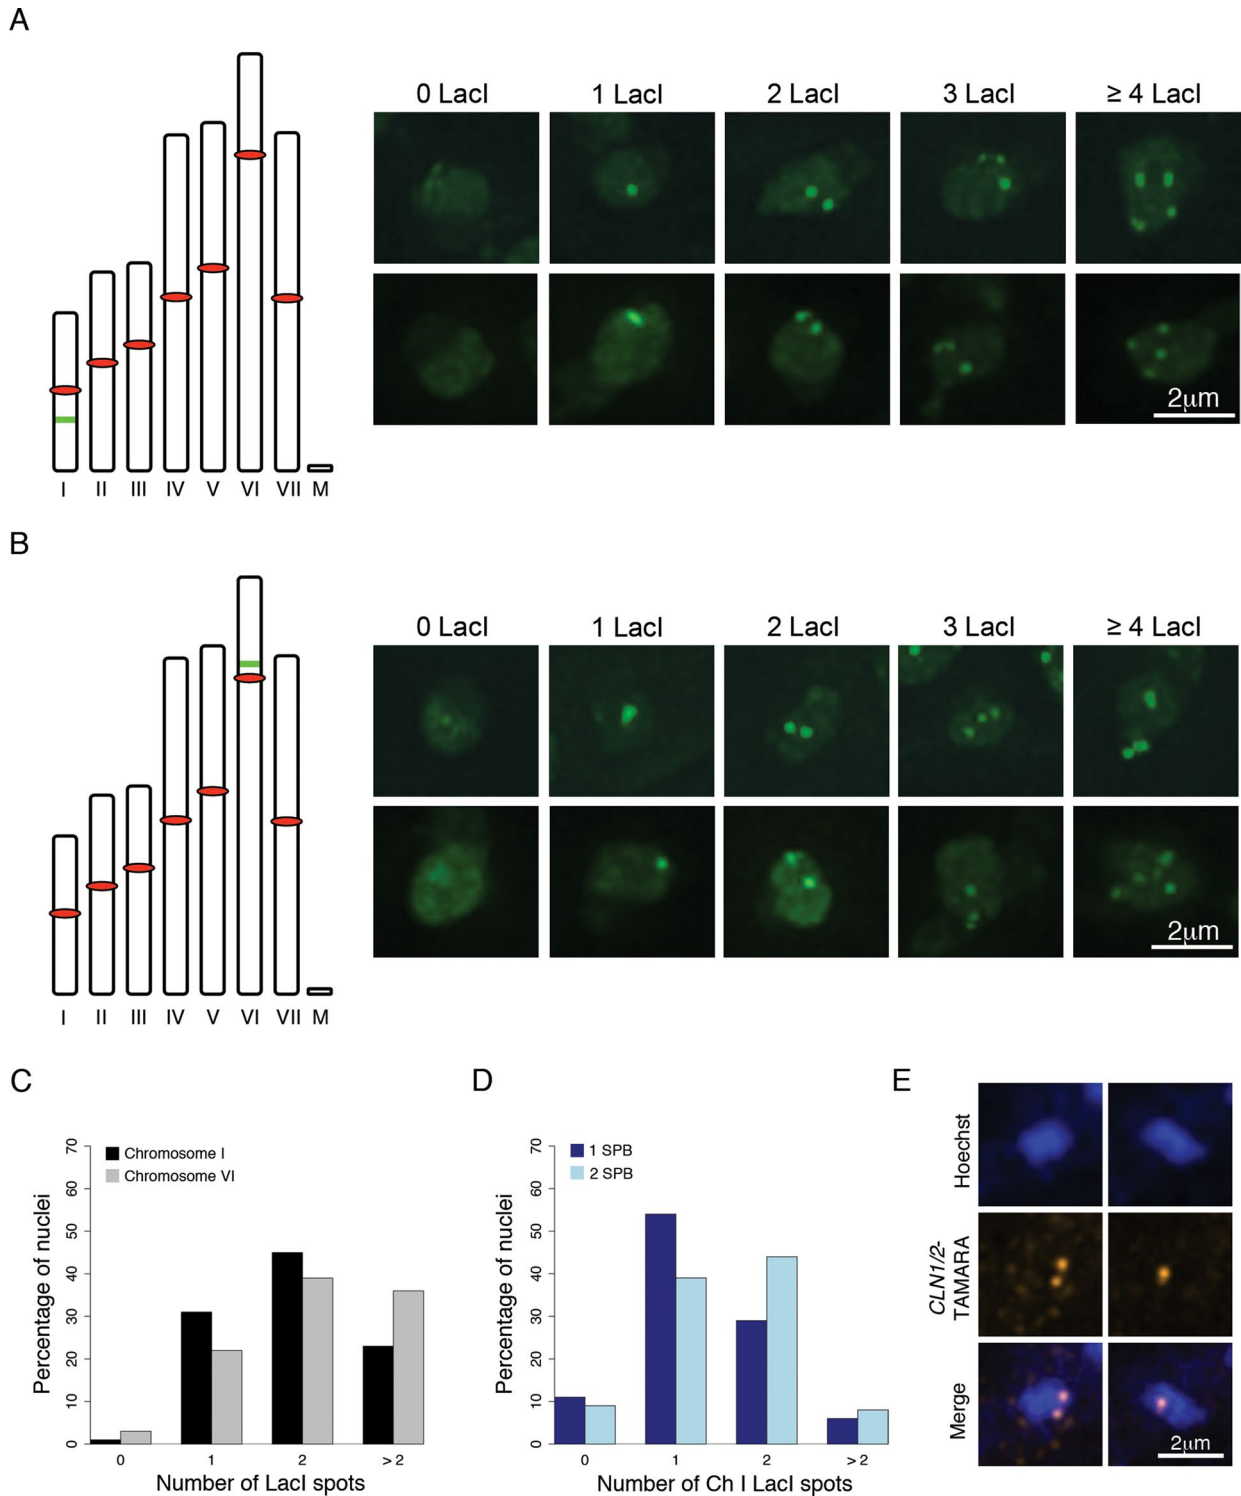 A
0 LacI 1 LacI 2 LacI 3 LacI ≥ 4 LacI
2μm
I II III IV V VI VII M
B
0 LacI 1 LacI 2 LacI 3 LacI ≥ 4 LacI
2μm
I II III IV V VI VII M
C
Percentage of nuclei
70
60
50
40
30
20
10
0
Chromosome I
Chromosome VI
0 1 2 > 2
Number of LacI spots
D
Percentage of nuclei
70
60
50
40
30
20
10
0
1 SPB
2 SPB
0 1 2 > 2
Number of Ch I LacI spots
E
Hoechst
CLN1/2-
TAMARA
Merge
2μm